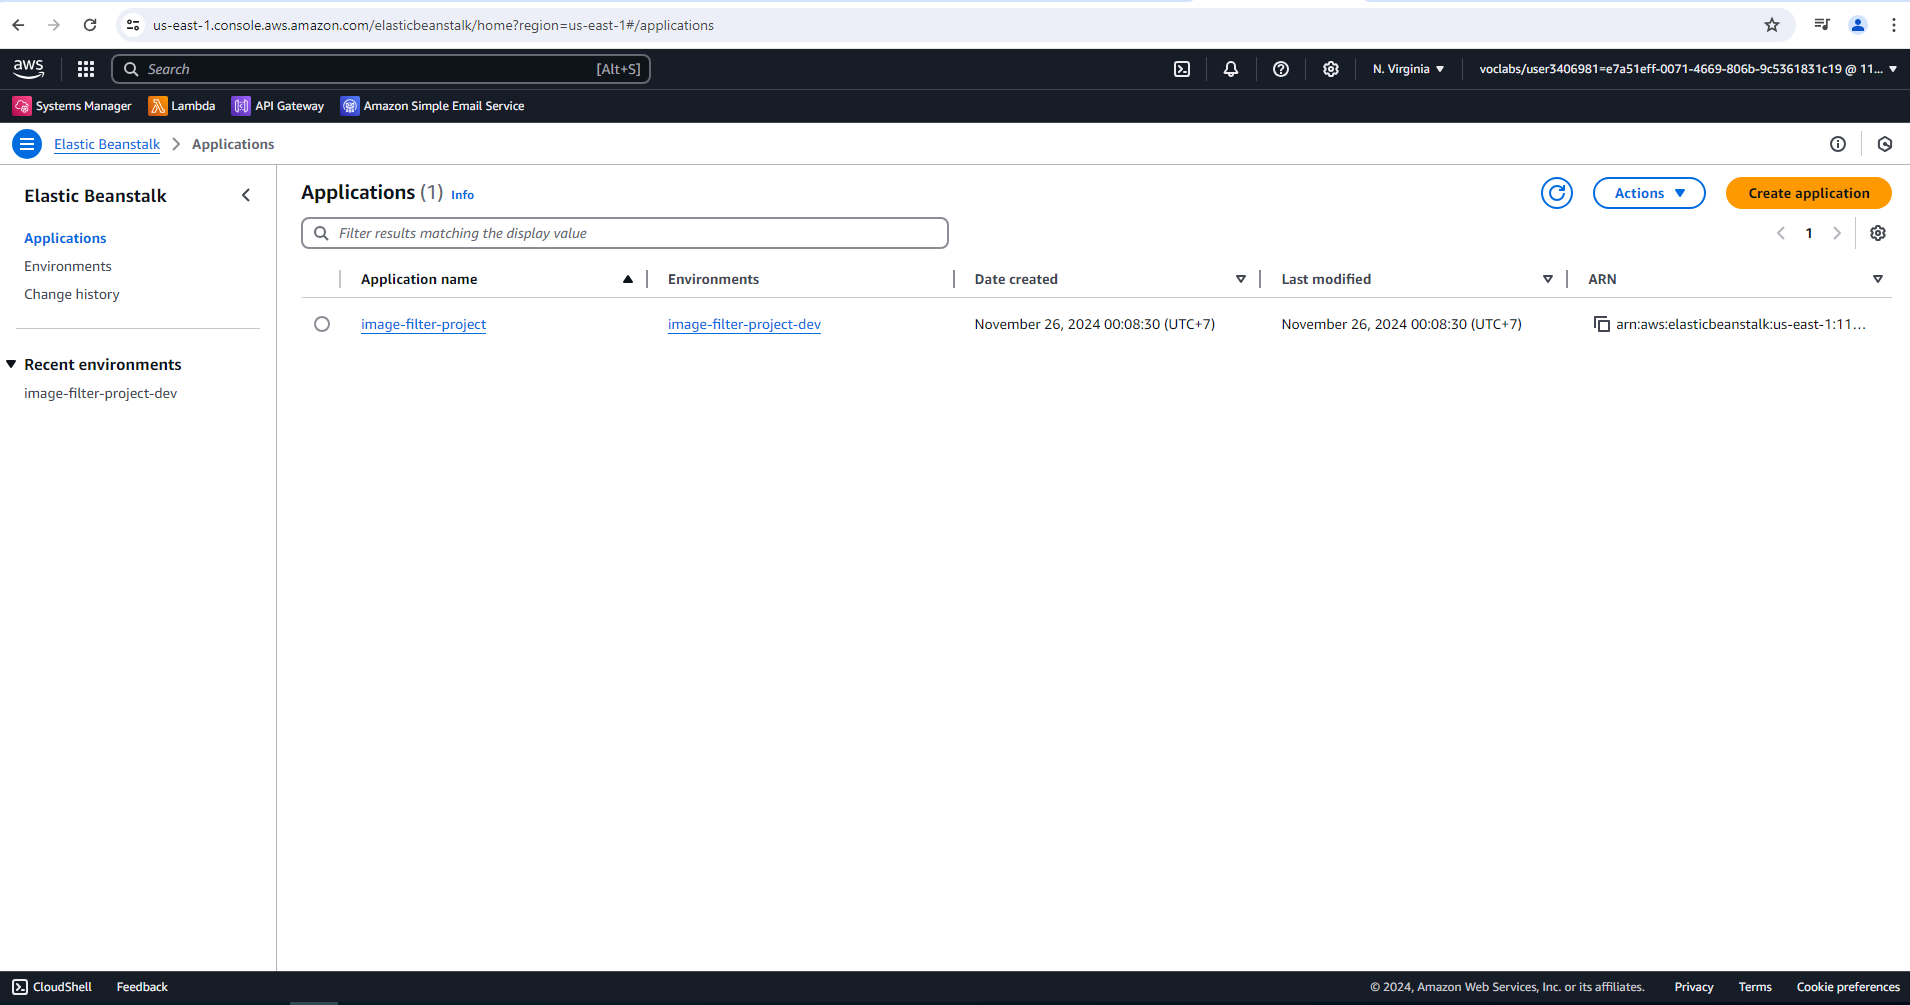 us-east-1.console.aws.amazon.com/elasticbeanstalk/home?region=us-east-1#/applications
aws Search [Alt+S] N. Virginia voclabs/user3406981=e7a51eff-0071-4669-806b-9c5361831c19 @ 11...
Systems Manager Lambda API Gateway Amazon Simple Email Service
Elastic Beanstalk Applications
Elastic Beanstalk
Applications
Environments
Change history
Recent environments
image-filter-project-dev
Applications (1) Info Actions Create application
Filter results matching the display value 1
Application name Environments Date created Last modified ARN
image-filter-project image-filter-project-dev November 26, 2024 00:08:30 (UTC+7) November 26, 2024 00:08:30 (UTC+7) arn:aws:elasticbeanstalk:us-east-1:11...
CloudShell Feedback © 2024, Amazon Web Services, Inc. or its affiliates. Privacy Terms Cookie preferences